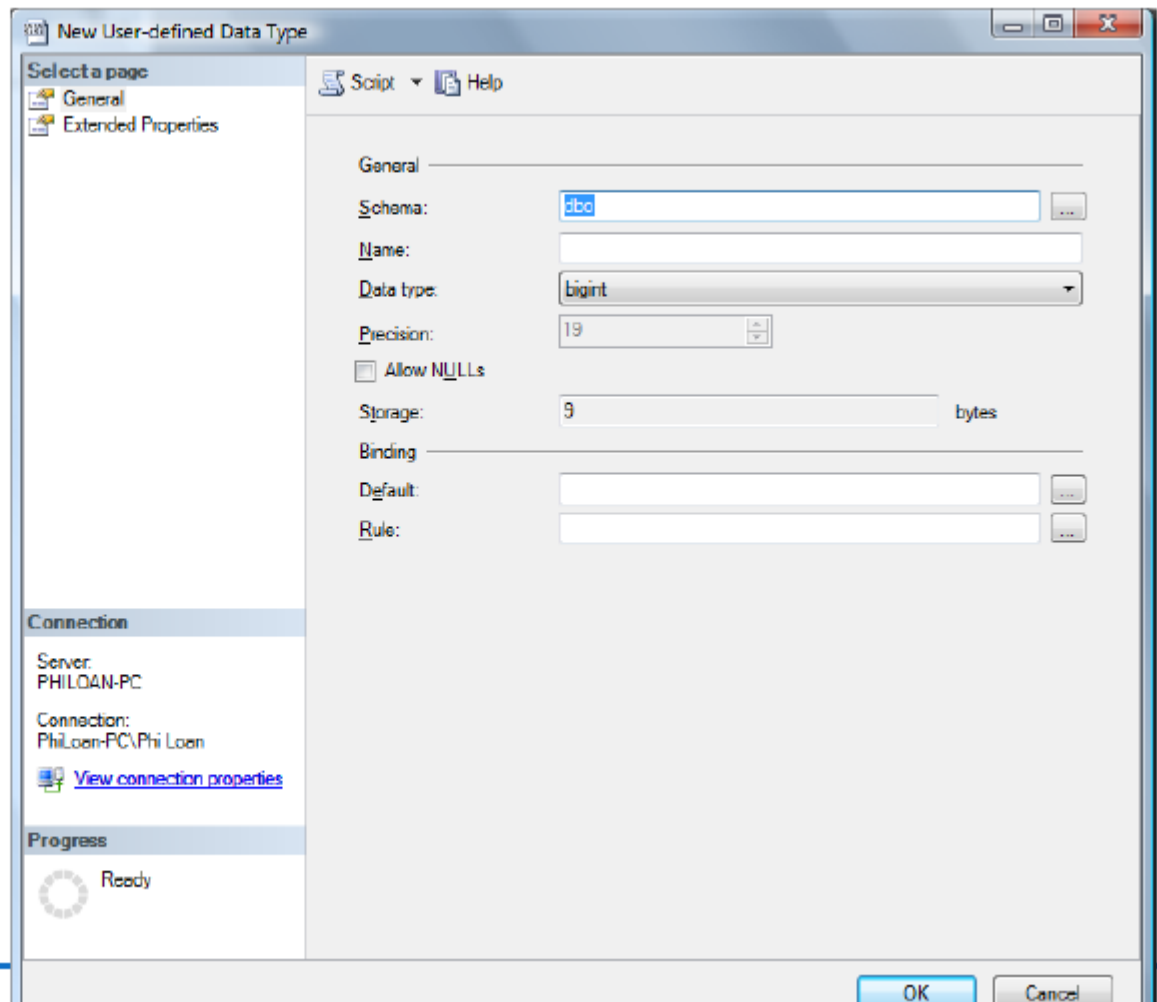 New User-defined Data Type
Select a page
General
Extended Properties
Script Help
General
Schema: dbo ...
Name:
Data type: bigint
Precision: 19
Allow NULLs
Storage: 9 bytes
Binding
Default: ...
Rule: ...
Connection
Server:
PHILOAN-PC
Connection:
PhiLoan-PC\Phi Loan
View connection properties
Progress
Ready
OK Cancel